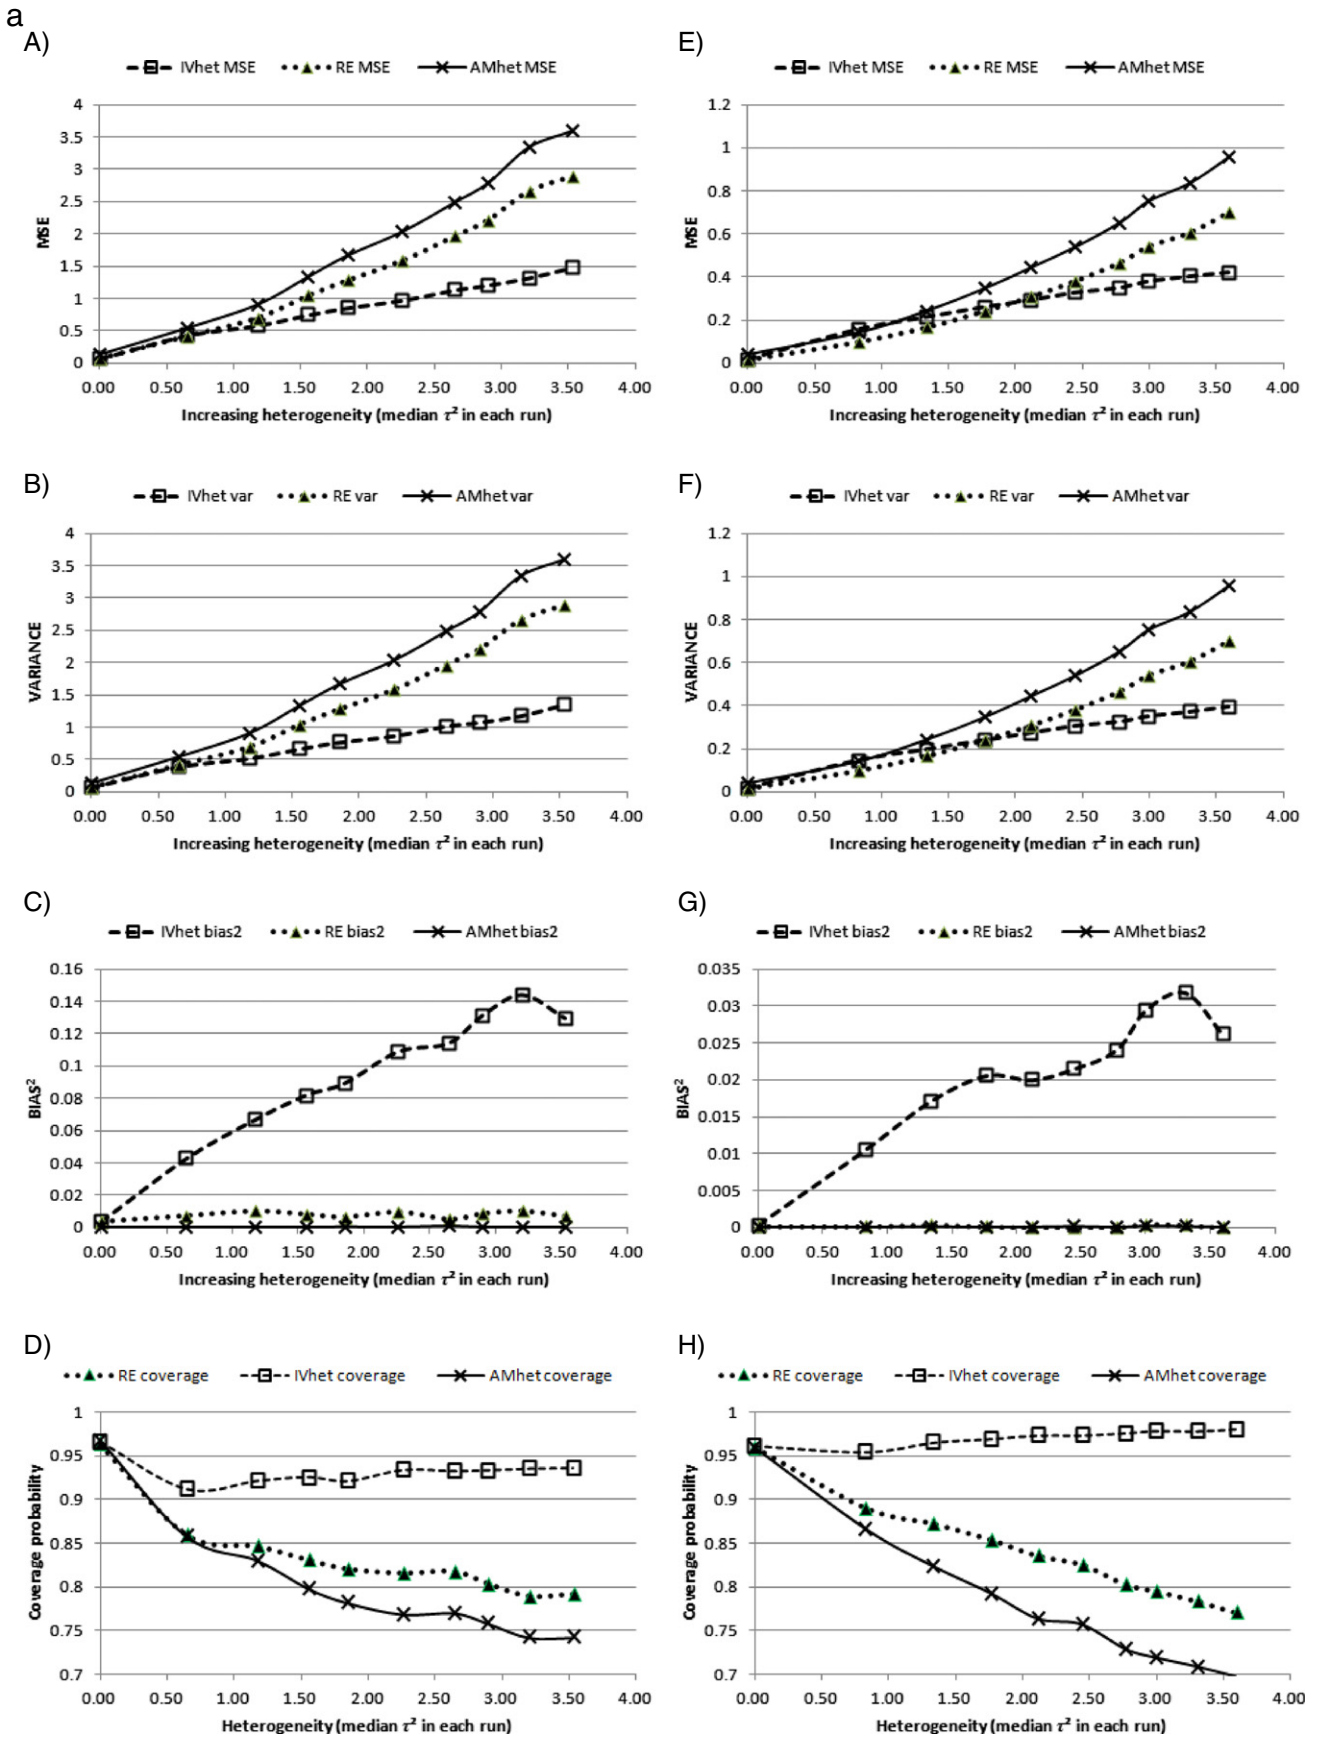 a
A)
IVhet MSE RE MSE AMhet MSE
4
3.5
3
2.5
2
1.5
1
0.5
0
MSE
0.00 0.50 1.00 1.50 2.00 2.50 3.00 3.50 4.00
Increasing heterogeneity (median τ² in each run)
E)
IVhet MSE RE MSE AMhet MSE
1.2
1
0.8
0.6
0.4
0.2
0
MSE
0.00 0.50 1.00 1.50 2.00 2.50 3.00 3.50 4.00
Increasing heterogeneity (median τ² in each run)
B)
IVhet var RE var AMhet var
4
3.5
3
2.5
2
1.5
1
0.5
0
VARIANCE
0.00 0.50 1.00 1.50 2.00 2.50 3.00 3.50 4.00
Increasing heterogeneity (median τ² in each run)
F)
IVhet var RE var AMhet var
1.2
1
0.8
0.6
0.4
0.2
0
VARIANCE
0.00 0.50 1.00 1.50 2.00 2.50 3.00 3.50 4.00
Increasing heterogeneity (median τ² in each run)
C)
IVhet bias2 RE bias2 AMhet bias2
0.16
0.14
0.12
0.1
0.08
0.06
0.04
0.02
0
BIAS²
0.00 0.50 1.00 1.50 2.00 2.50 3.00 3.50 4.00
Increasing heterogeneity (median τ² in each run)
G)
IVhet bias2 RE bias2 AMhet bias2
0.035
0.03
0.025
0.02
0.015
0.01
0.005
0
BIAS²
0.00 0.50 1.00 1.50 2.00 2.50 3.00 3.50 4.00
Increasing heterogeneity (median τ² in each run)
D)
RE coverage IVhet coverage AMhet coverage
1
0.95
0.9
0.85
0.8
0.75
0.7
Coverage probability
0.00 0.50 1.00 1.50 2.00 2.50 3.00 3.50 4.00
Heterogeneity (median τ² in each run)
H)
RE coverage IVhet coverage AMhet coverage
1
0.95
0.9
0.85
0.8
0.75
0.7
Coverage probability
0.00 0.50 1.00 1.50 2.00 2.50 3.00 3.50 4.00
Heterogeneity (median τ² in each run)